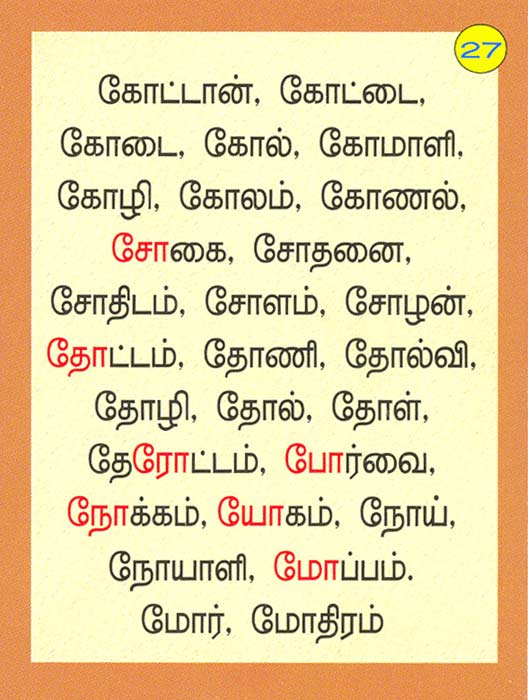 27
கோட்டான், கோட்டை,
கோடை, கோல், கோமாளி,
கோழி, கோலம், கோணல்,
சோகை, சோதனை,
சோதிடம், சோளம், சோழன்,
தோட்டம், தோணி, தோல்வி,
தோழி, தோல், தோள்,
தேரோட்டம், போர்வை,
நோக்கம், யோகம், நோய்,
நோயாளி, மோப்பம்.
மோர், மோதிரம்